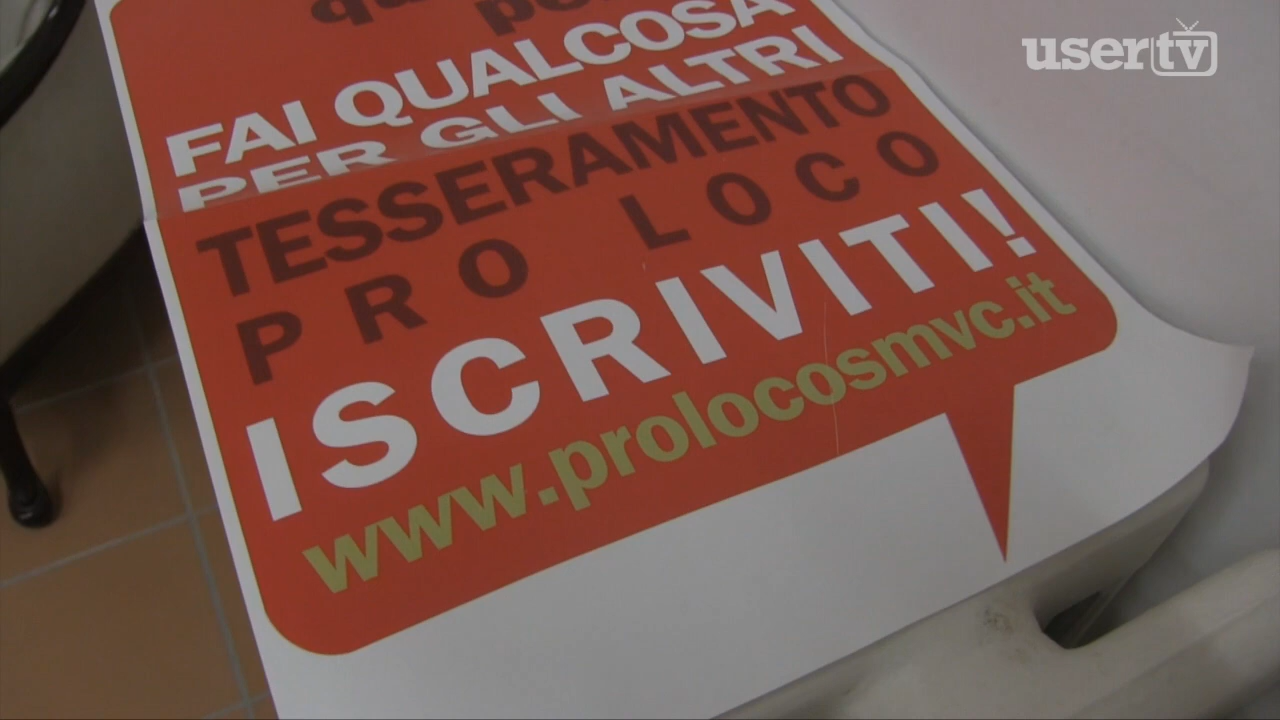 usertv
FAI QUALCOSA
PER GLI ALTRI
TESSERAMENTO
PRO LOCO
ISCRIVITI!
www.prolocosmvc.it